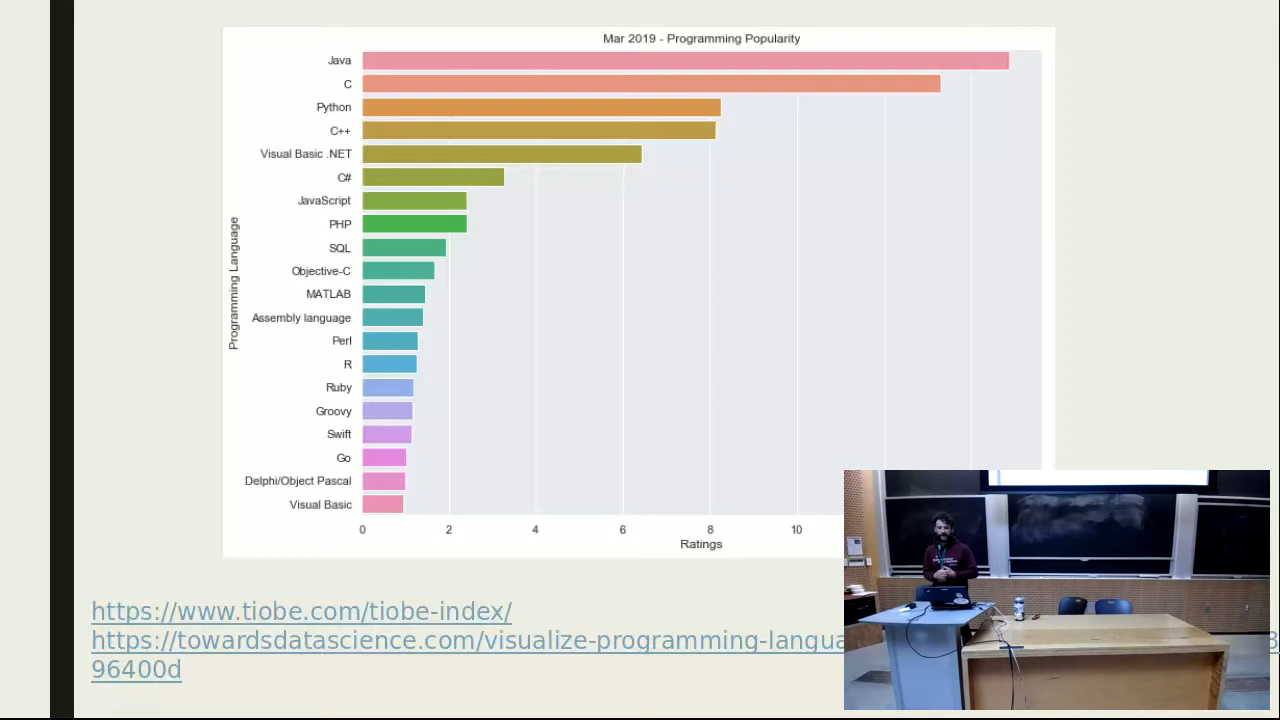 Mar 2019 - Programming Popularity
Java
C
Python
C++
Visual Basic .NET
C#
JavaScript
PHP
SQL
Objective-C
MATLAB
Assembly language
Perl
R
Ruby
Groovy
Swift
Go
Delphi/Object Pascal
Visual Basic
Programming Language
0 2 4 6 8 10
Ratings
https://www.tiobe.com/tiobe-index/
https://towardsdatascience.com/visualize-programming-langua
96400d